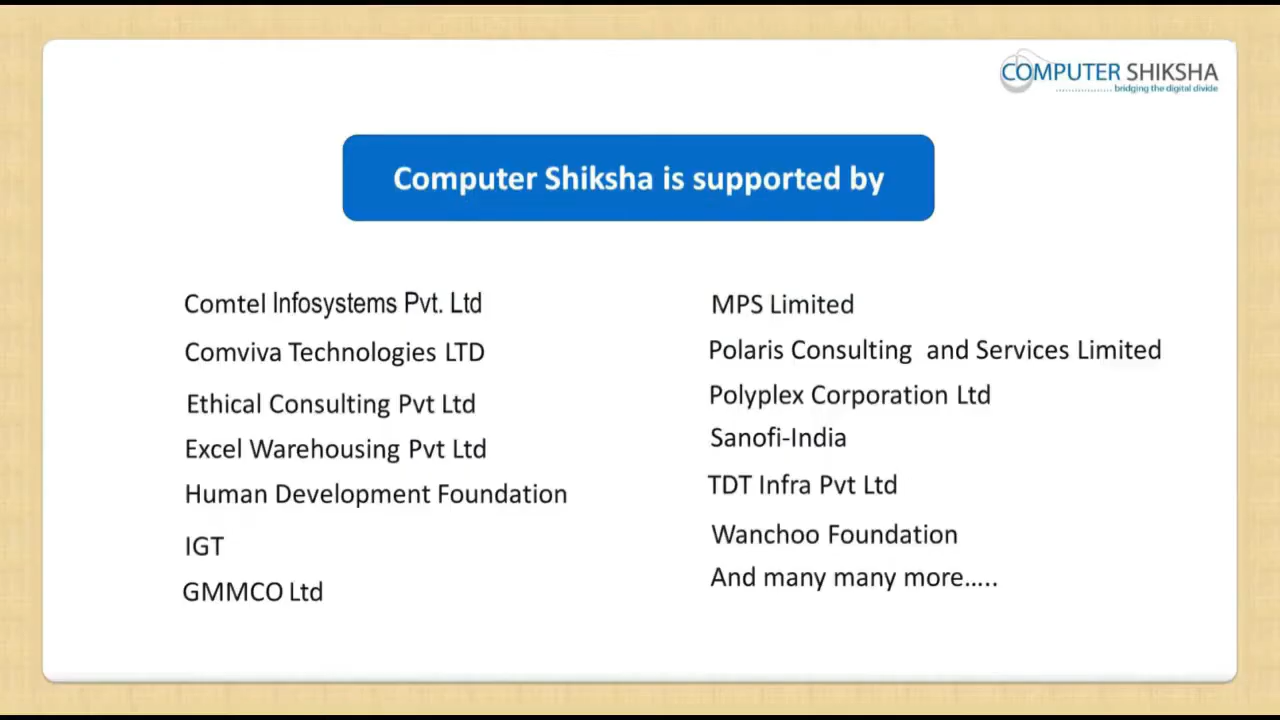 COMPUTER SHIKSHA
bridging the digital divide
Computer Shiksha is supported by
Comtel Infosystems Pvt. Ltd
Comviva Technologies LTD
Ethical Consulting Pvt Ltd
Excel Warehousing Pvt Ltd
Human Development Foundation
IGT
GMMCO Ltd
MPS Limited
Polaris Consulting and Services Limited
Polyplex Corporation Ltd
Sanofi-India
TDT Infra Pvt Ltd
Wanchoo Foundation
And many many more…..